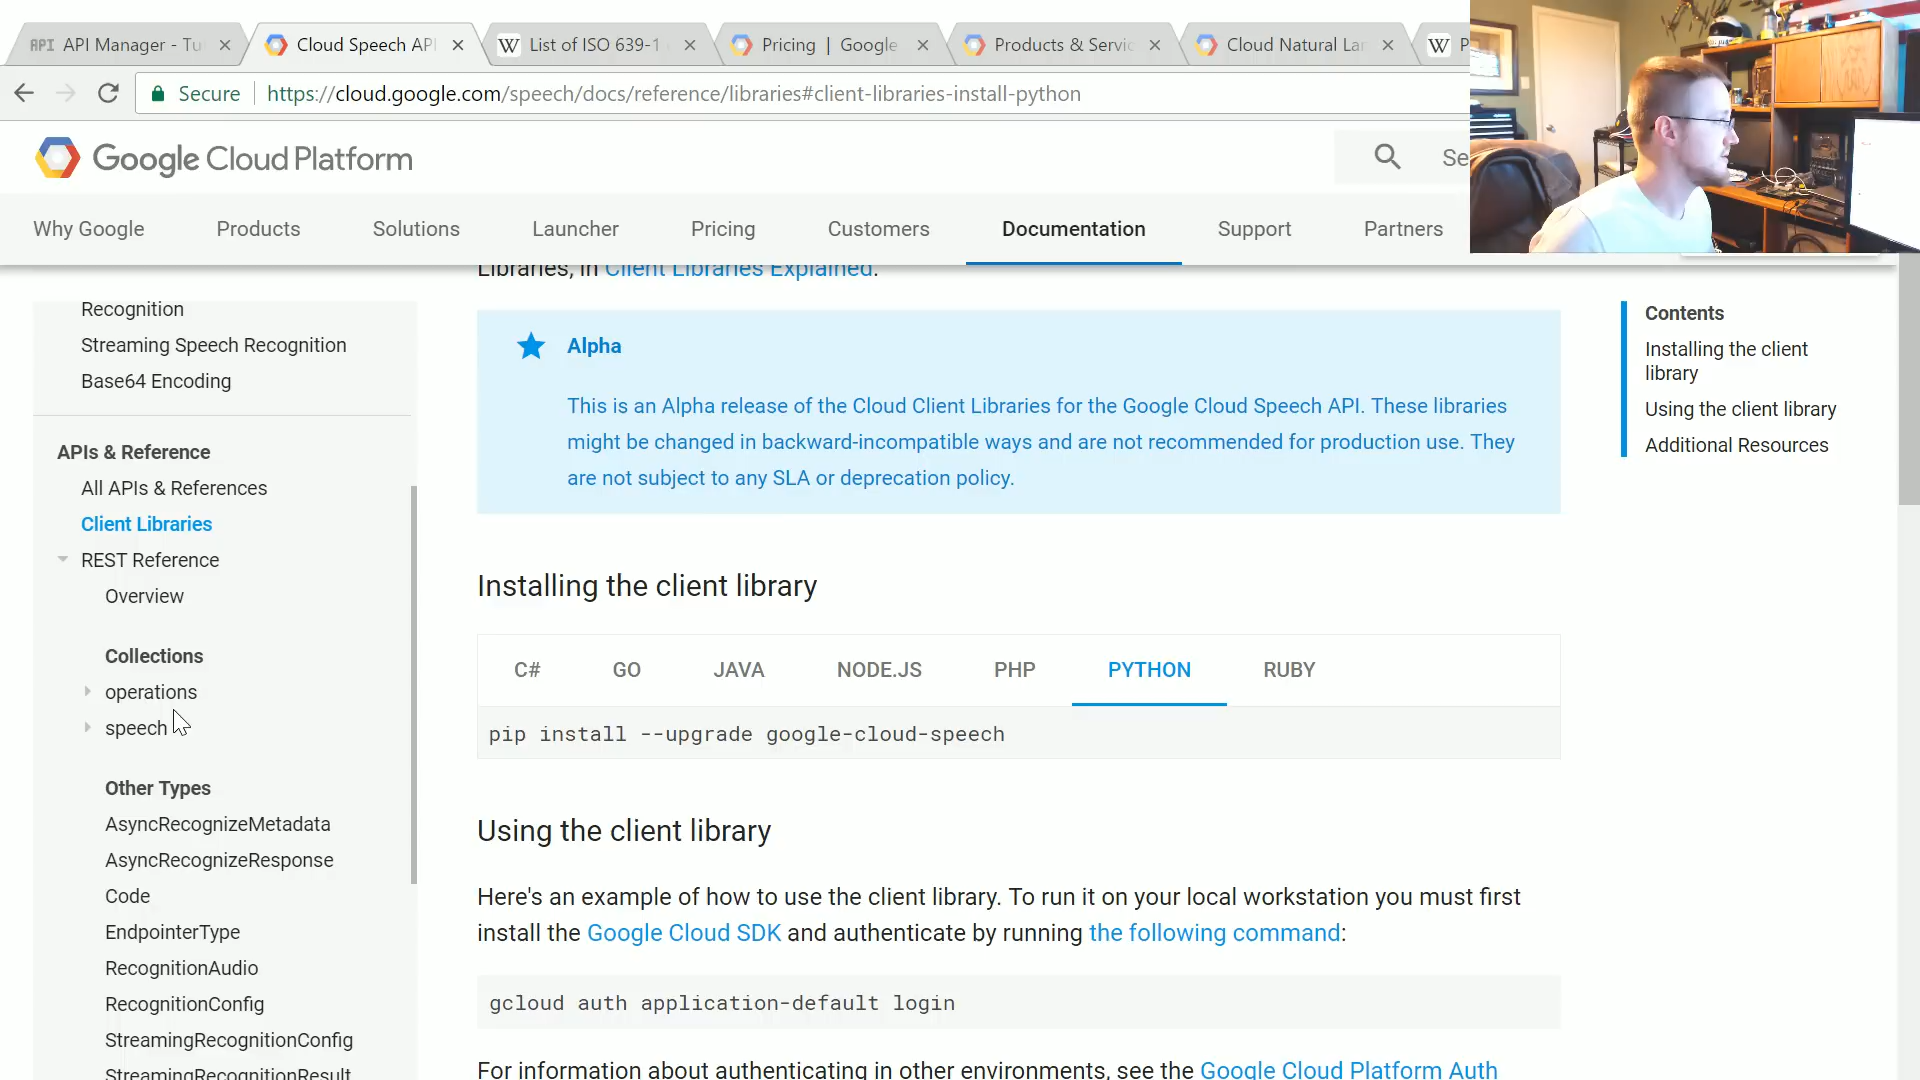 API API Manager - Tu
Cloud Speech API
W List of ISO 639-1
Pricing | Google
Products & Servic
Cloud Natural Lan
W P
Secure https://cloud.google.com/speech/docs/reference/libraries#client-libraries-install-python
Google Cloud Platform
Se
Why Google Products Solutions Launcher Pricing Customers Documentation Support Partners
Recognition
Streaming Speech Recognition
Base64 Encoding
APIs & Reference
All APIs & References
Client Libraries
REST Reference
Overview
Collections
operations
speech
Other Types
AsyncRecognizeMetadata
AsyncRecognizeResponse
Code
EndpointerType
RecognitionAudio
RecognitionConfig
StreamingRecognitionConfig
StreamingRecognitionResult
Libraries, in Client Libraries Explained.
Alpha
This is an Alpha release of the Cloud Client Libraries for the Google Cloud Speech API. These libraries
might be changed in backward-incompatible ways and are not recommended for production use. They
are not subject to any SLA or deprecation policy.
Installing the client library
C# GO JAVA NODE.JS PHP PYTHON RUBY
pip install --upgrade google-cloud-speech
Using the client library
Here's an example of how to use the client library. To run it on your local workstation you must first
install the Google Cloud SDK and authenticate by running the following command:
gcloud auth application-default login
For information about authenticating in other environments, see the Google Cloud Platform Auth
Contents
Installing the client
library
Using the client library
Additional Resources